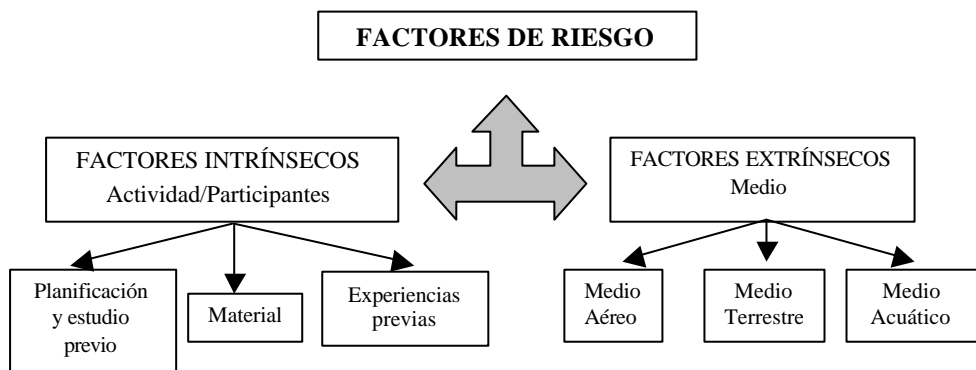 FACTORES DE RIESGO
FACTORES INTRÍNSECOS
Actividad/Participantes
FACTORES EXTRÍNSECOS
Medio
Planificación
y estudio
previo
Material
Experiencias
previas
Medio
Aéreo
Medio
Terrestre
Medio
Acuático